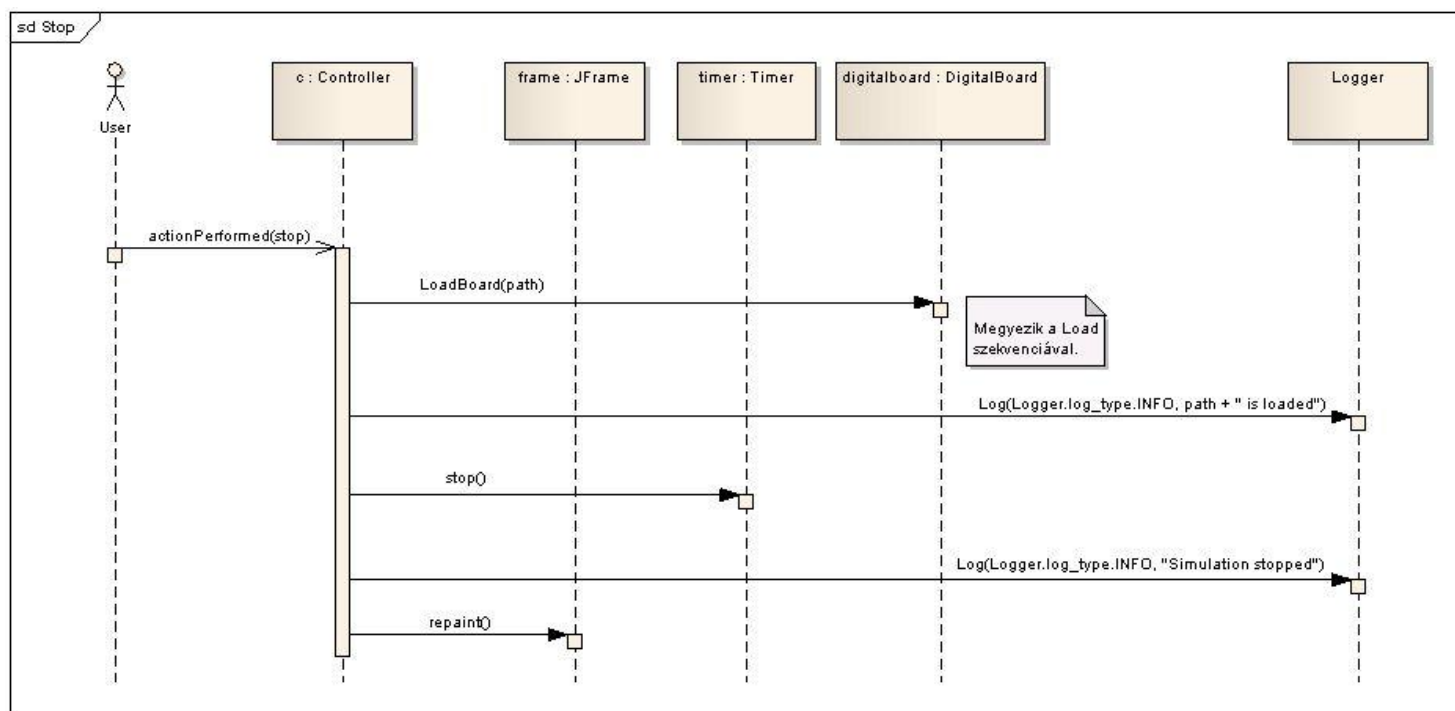 sd Stop
User
c : Controller
frame : JFrame
timer : Timer
digitalboard : DigitalBoard
Logger
actionPerformed(stop)
LoadBoard(path)
Megyezik a Load
szekvenciával.
Log(Logger.log_type.INFO, path + " is loaded")
stop()
Log(Logger.log_type.INFO, "Simulation stopped")
repaint()